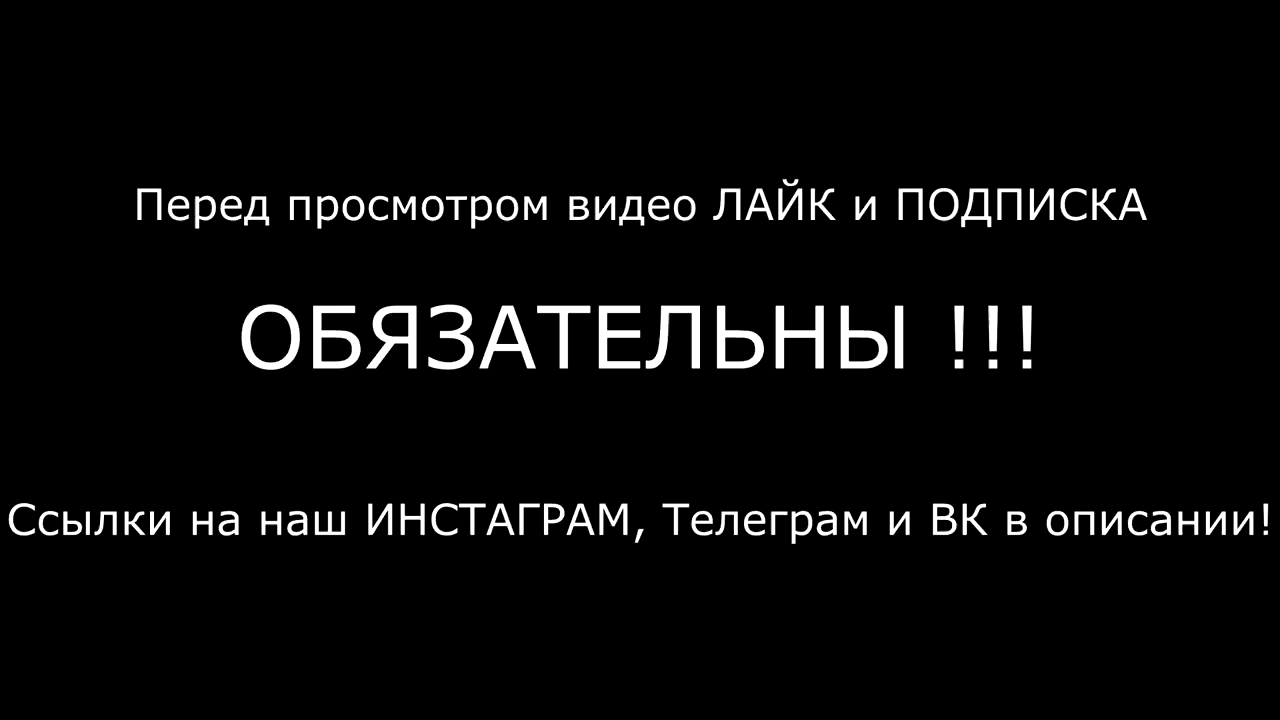 Перед просмотром видео ЛАЙК и ПОДПИСКА
ОБЯЗАТЕЛЬНЫ !!!
Ссылки на наш ИНСТАГРАМ, Телеграм и ВК в описании!